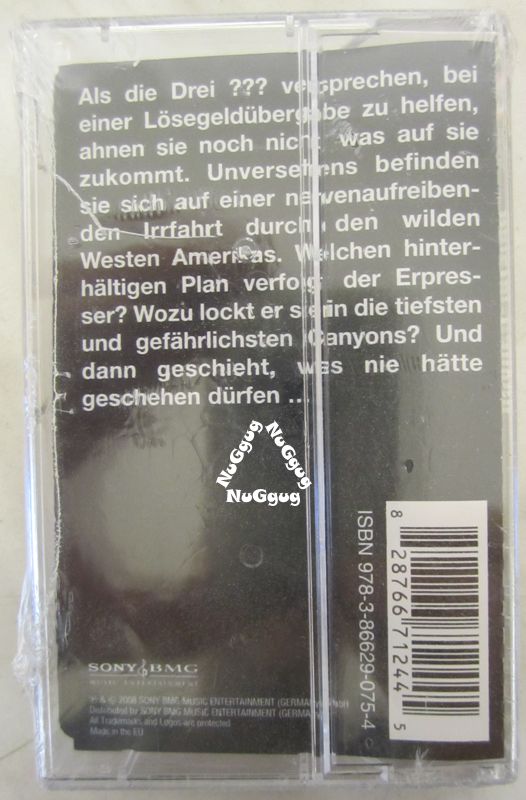 Als die Drei ??? versprechen, bei
einer Lösegeldübergabe zu helfen,
ahnen sie noch nicht, was auf sie
zukommt. Unversehens befinden
sie sich auf einer nervenaufreiben-
den Irrfahrt durch den wilden
Westen Amerikas. Welchen hinter-
hältigen Plan verfolgt der Erpres-
ser? Wozu lockt er sie in die tiefsten
und gefährlichsten Canyons? Und
dann geschieht, was nie hätte
geschehen dürfen ...
NuGgug
NuGgug
NuGgug
ISBN 978-3-86629-075-4
8 28766 71244 5
SONY BMG
MUSIC ENTERTAINMENT
℗ & © 2008 SONY BMG MUSIC ENTERTAINMENT (GERMANY) GmbH
Distributed by SONY BMG MUSIC ENTERTAINMENT (GERMANY)
All Trademarks and Logos are protected.
Made in the EU